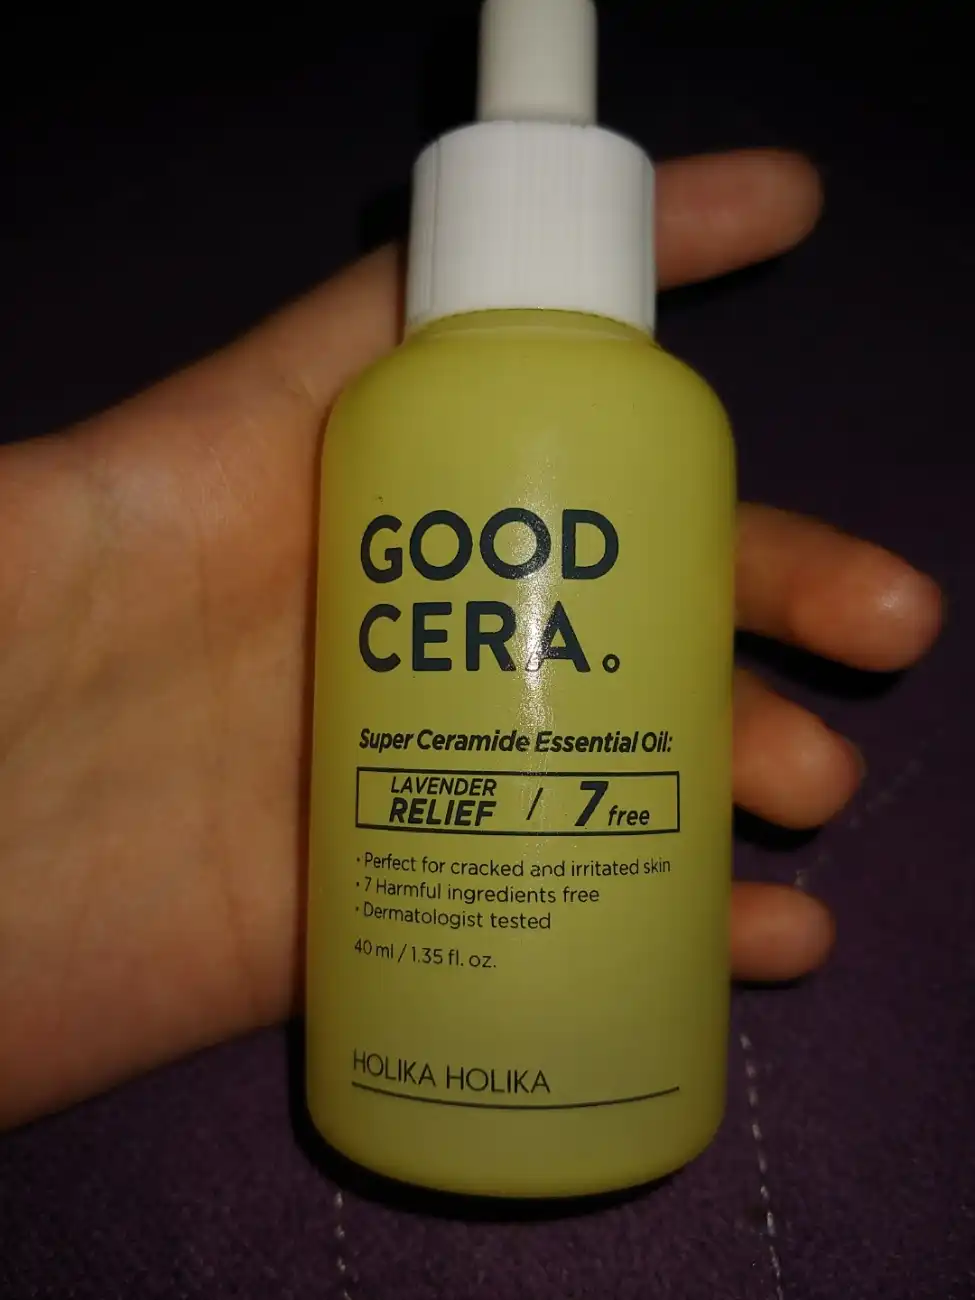 GOOD
CERA.
Super Ceramide Essential Oil:
LAVENDER
RELIEF / 7 free
· Perfect for cracked and irritated skin
· 7 Harmful ingredients free
· Dermatologist tested
40 ml / 1.35 fl. oz.
HOLIKA HOLIKA